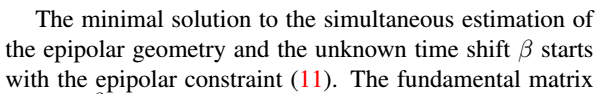 The minimal solution to the simultaneous estimation of
the epipolar geometry and the unknown time shift β starts
with the epipolar constraint (11). The fundamental matrix